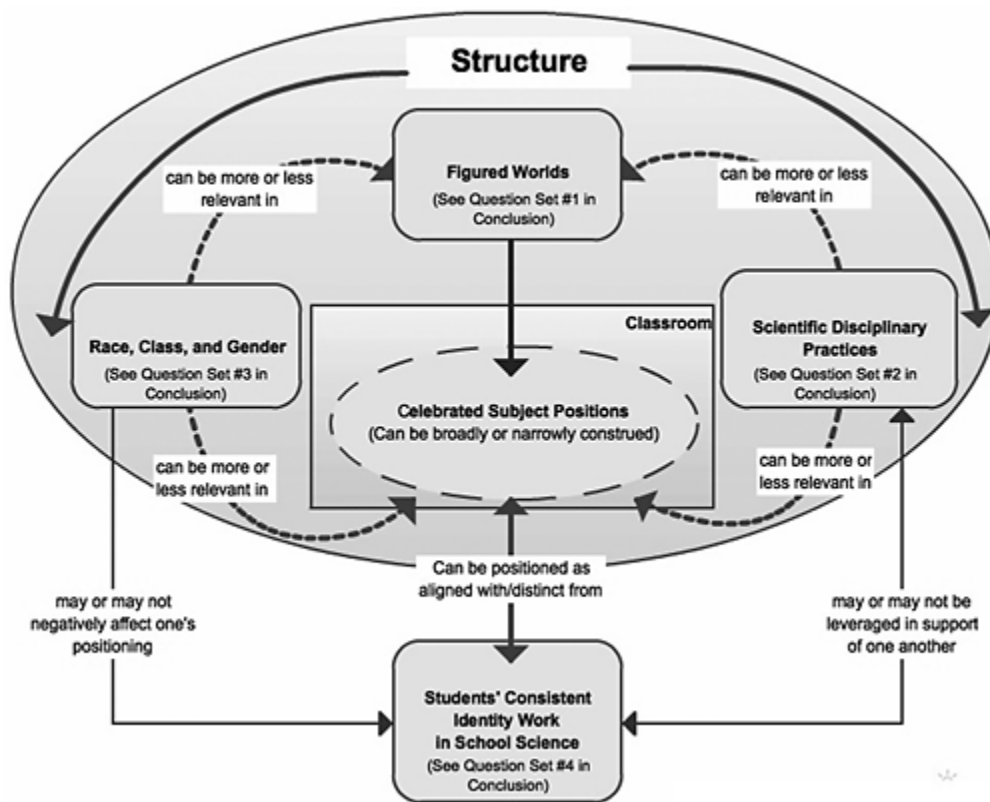 Structure
can be more or less
relevant in
Figured Worlds
(See Question Set #1 in
Conclusion)
can be more or less
relevant in
Race, Class, and Gender
(See Question Set #3 in
Conclusion)
Classroom
Scientific Disciplinary
Practices
(See Question Set #2 in
Conclusion)
Celebrated Subject Positions
(Can be broadly or narrowly construed)
can be more or
less relevant in
can be more or
less relevant in
Can be positioned as
aligned with/distinct from
may or may not
negatively affect one's
positioning
may or may not be
leveraged in support
of one another
Students' Consistent
Identity Work
in School Science
(See Question Set #4 in
Conclusion)